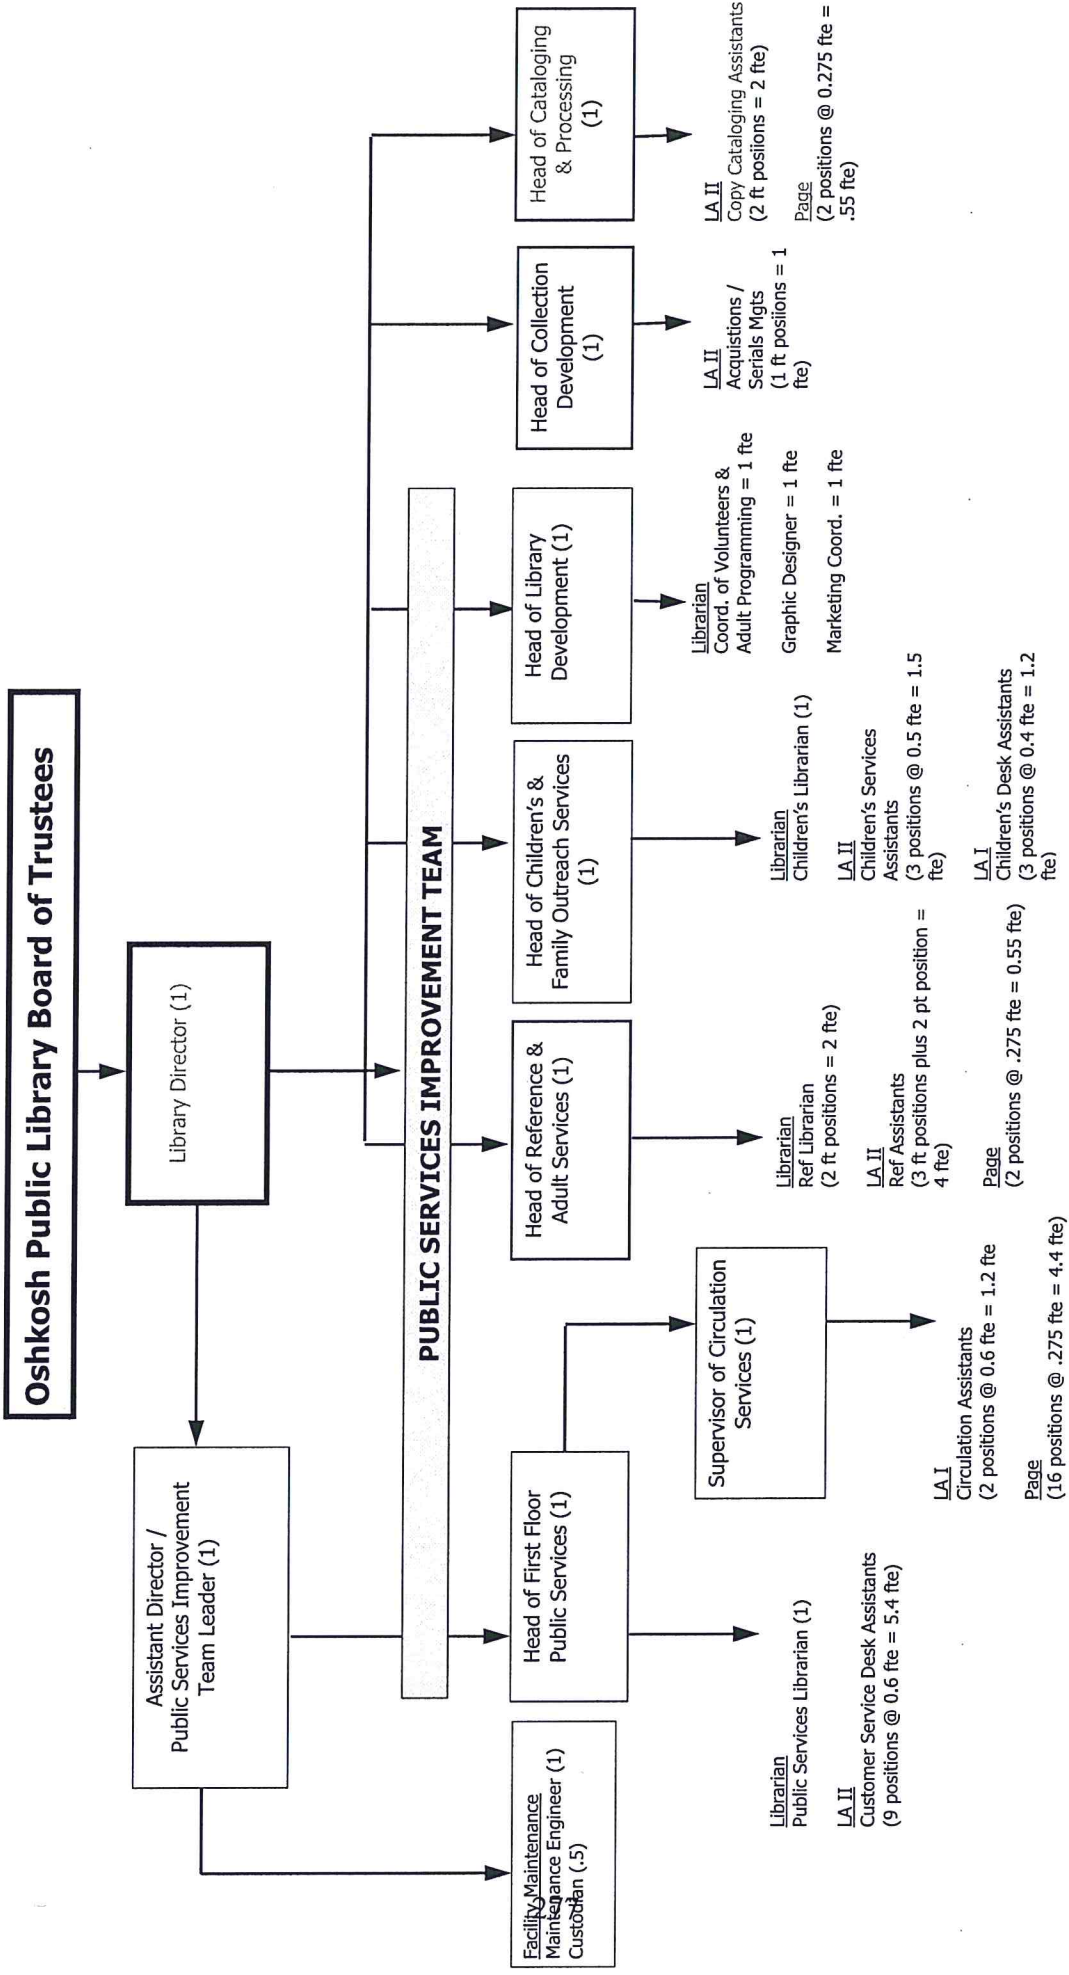 Oshkosh Public Library Board of Trustees
Library Director (1)
Assistant Director /
Public Services Improvement
Team Leader (1)
PUBLIC SERVICES IMPROVEMENT TEAM
Facility Maintenance
Maintenance Engineer (1)
Custodian (.5)
Head of First Floor
Public Services (1)
Head of Reference &
Adult Services (1)
Head of Children's &
Family Outreach Services
(1)
Head of Library
Development (1)
Head of Collection
Development
(1)
Head of Cataloging
& Processing
(1)
Librarian
Public Services Librarian (1)
LA II
Customer Service Desk Assistants
(9 positions @ 0.6 fte = 5.4 fte)
Supervisor of Circulation
Services (1)
LA I
Circulation Assistants
(2 positions @ 0.6 fte = 1.2 fte
Page
(16 positions @ .275 fte = 4.4 fte)
Librarian
Ref Librarian
(2 ft positions = 2 fte)
LA II
Ref Assistants
(3 ft positions plus 2 pt position =
4 fte)
Page
(2 positions @ .275 fte = 0.55 fte)
Librarian
Children's Librarian (1)
LA II
Children's Services
Assistants
(3 positions @ 0.5 fte = 1.5
fte)
LA I
Children's Desk Assistants
(3 positions @ 0.4 fte = 1.2
fte)
Librarian
Coord. of Volunteers &
Adult Programming = 1 fte
Graphic Designer = 1 fte
Marketing Coord. = 1 fte
LA II
Acquistions /
Serials Mgts
(1 ft posiions = 1
fte)
LA II
Copy Cataloging Assistants
(2 ft posiions = 2 fte)
Page
(2 positions @ 0.275 fte =
.55 fte)